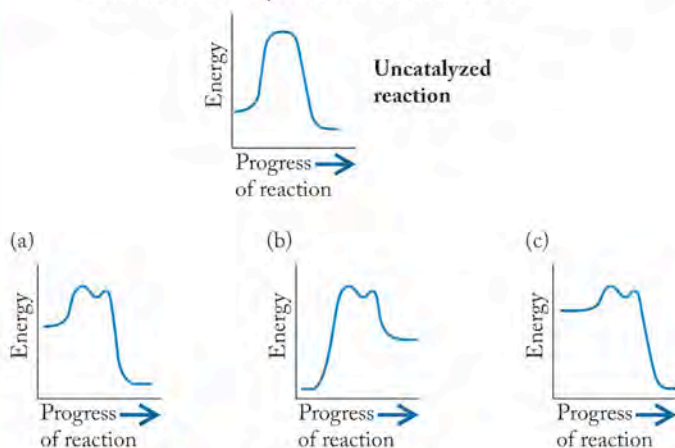 Energy
Uncatalyzed
reaction
Progress
of reaction
(a)
(b)
(c)
Energy
Energy
Energy
Progress
of reaction
Progress
of reaction
Progress
of reaction